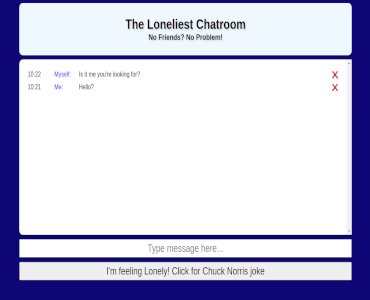 The Loneliest Chatroom
No Friends? No Problem!
10:22 Myself: Is it me you're looking for? X
10:21 Me: Hello? X
Type message here...
I'm feeling Lonely! Click for Chuck Norris joke